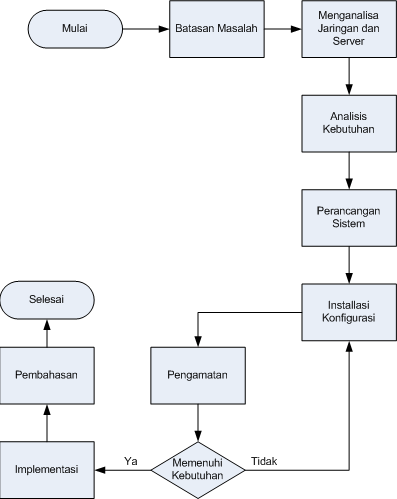 Mulai
Batasan Masalah
Menganalisa
Jaringan dan
Server
Analisis
Kebutuhan
Perancangan
Sistem
Installasi
Konfigurasi
Pengamatan
Memenuhi
Kebutuhan
Ya
Tidak
Implementasi
Pembahasan
Selesai